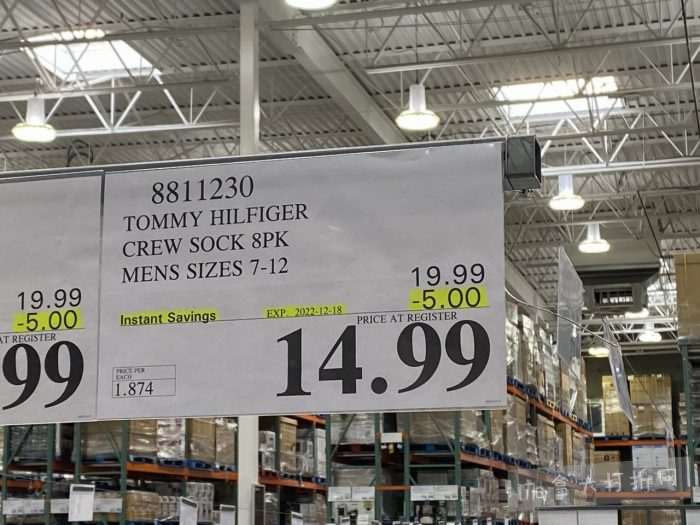 8811230
TOMMY HILFIGER
CREW SOCK 8PK
MENS SIZES 7-12
19.99
-5.00
Instant Savings
EXP. 2022-12-18
PRICE AT REGISTER
14.99
PRICE PER
EACH
1.874
19.99
-5.00
AT REGISTER
99